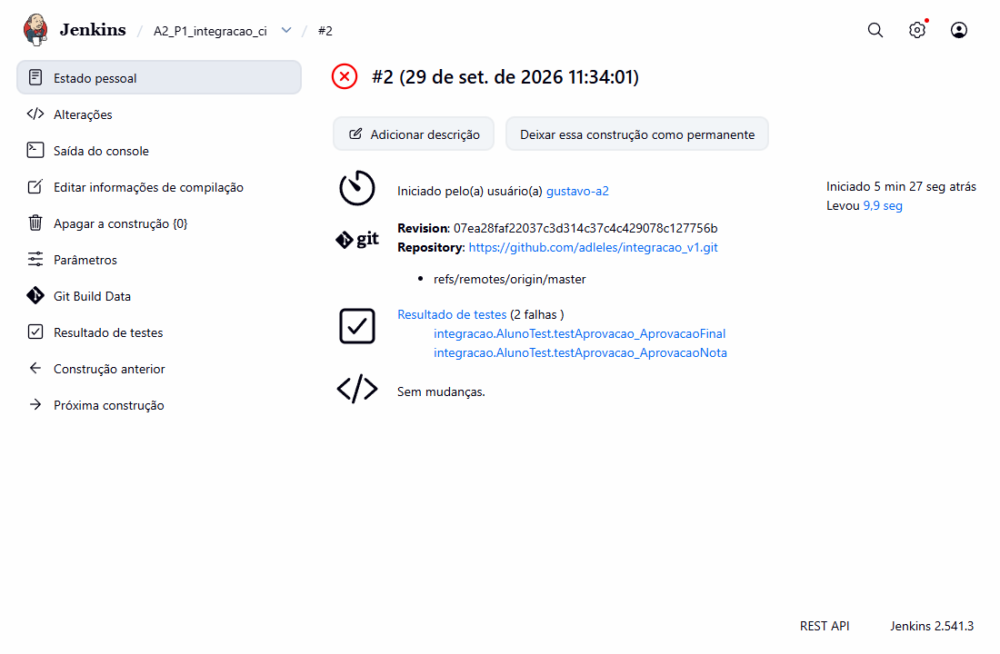 Jenkins / A2_P1_integracao_ci / #2
Estado pessoal
Alterações
Saída do console
Editar informações de compilação
Apagar a construção {0}
Parâmetros
Git Build Data
Resultado de testes
Construção anterior
Próxima construção
#2 (29 de set. de 2026 11:34:01)
Adicionar descrição
Deixar essa construção como permanente
Iniciado pelo(a) usuário(a) gustavo-a2
Iniciado 5 min 27 seg atrás
Levou 9,9 seg
git
Revision: 07ea28faf22037c3d314c37c4c429078c127756b
Repository: https://github.com/adleles/integracao_v1.git
• refs/remotes/origin/master
Resultado de testes (2 falhas )
integracao.AlunoTest.testAprovacao_AprovacaoFinal
integracao.AlunoTest.testAprovacao_AprovacaoNota
Sem mudanças.
REST API
Jenkins 2.541.3